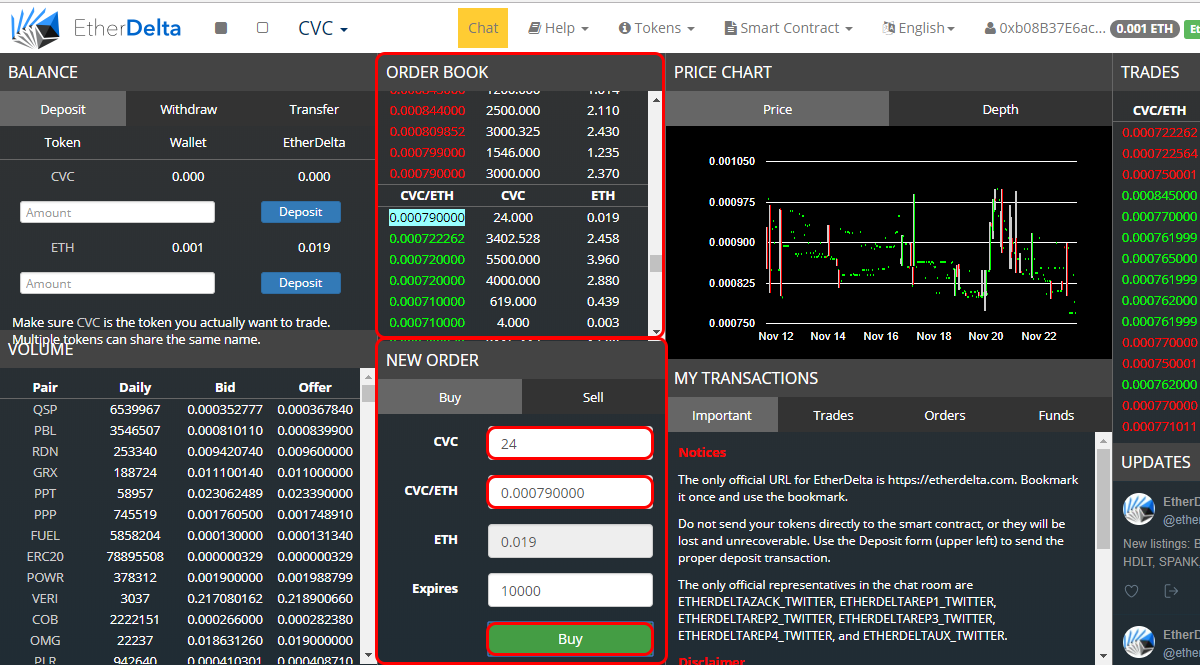 EtherDelta
CVC
Chat
Help
Tokens
Smart Contract
English
0xb08B37E6ac...
0.001 ETH
BALANCE
Deposit Withdraw Transfer
Token Wallet EtherDelta
CVC 0.000 0.000
Amount Deposit
ETH 0.001 0.019
Amount Deposit
Make sure CVC is the token you actually want to trade.
Multiple tokens can share the same name.
VOLUME
Pair Daily Bid Offer
QSP 6539967 0.000352777 0.000367840
PBL 3546507 0.000810110 0.000839900
RDN 253340 0.009420740 0.009600000
GRX 188724 0.011100140 0.011000000
PPT 58957 0.023062489 0.023390000
PPP 745519 0.001760500 0.001748910
FUEL 5858204 0.000130000 0.000131340
ERC20 78895508 0.000000329 0.000000329
POWR 378312 0.001900000 0.001988799
VERI 3037 0.217080162 0.218900660
COB 2222151 0.000266000 0.000282380
OMG 22237 0.018631260 0.019000000
PLR 942640 0.000410301 0.000408710
ORDER BOOK
0.000844000 2500.000 2.110
0.000809852 3000.325 2.430
0.000799000 1546.000 1.235
0.000790000 3000.000 2.370
CVC/ETH CVC ETH
0.000790000 24.000 0.019
0.000722262 3402.528 2.458
0.000720000 5500.000 3.960
0.000720000 4000.000 2.880
0.000710000 619.000 0.439
0.000710000 4.000 0.003
NEW ORDER
Buy Sell
CVC 24
CVC/ETH 0.000790000
ETH 0.019
Expires 10000
Buy
PRICE CHART
Price Depth
0.001050
0.000975
0.000900
0.000825
0.000750
Nov 12 Nov 14 Nov 16 Nov 18 Nov 20 Nov 22
MY TRANSACTIONS
Important Trades Orders Funds
Notices
The only official URL for EtherDelta is https://etherdelta.com. Bookmark
it once and use the bookmark.
Do not send your tokens directly to the smart contract, or they will be
lost and unrecoverable. Use the Deposit form (upper left) to send the
proper deposit transaction.
The only official representatives in the chat room are
ETHERDELTAZACK_TWITTER, ETHERDELTAREP1_TWITTER,
ETHERDELTAREP2_TWITTER, ETHERDELTAREP3_TWITTER,
ETHERDELTAREP4_TWITTER, and ETHERDELTAUX_TWITTER.
Disclaimer
TRADES
CVC/ETH
0.000722262
0.000722564
0.000750001
0.000845000
0.000770000
0.000761999
0.000765000
0.000761999
0.000762000
0.000761999
0.000770000
0.000750001
0.000762000
0.000770000
0.000771011
UPDATES
EtherD
@ether
New listings: B
HDLT, SPANK
EtherD
@ether